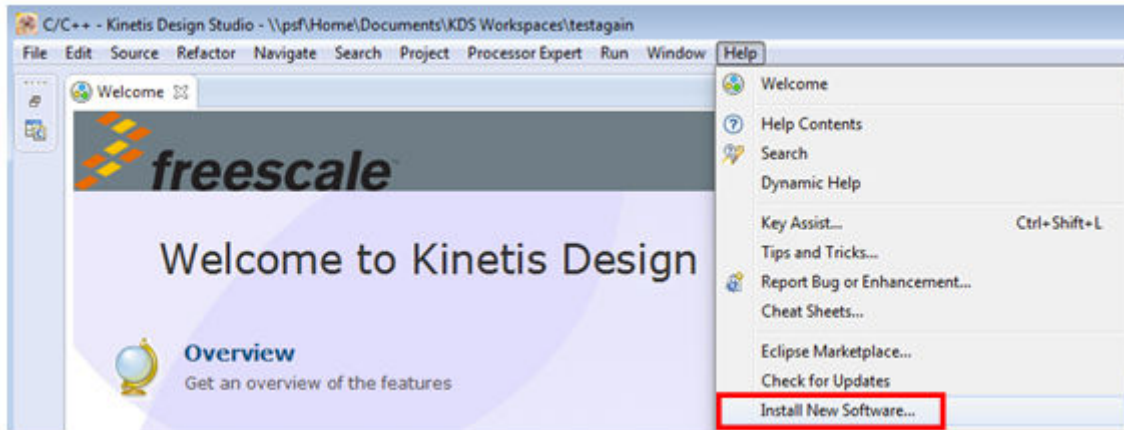 C/C++ - Kinetis Design Studio - \\psf\Home\Documents\KDS Workspaces\testagain
File Edit Source Refactor Navigate Search Project Processor Expert Run Window Help
Welcome
freescale
Welcome to Kinetis Design
Overview
Get an overview of the features
Welcome
Help Contents
Search
Dynamic Help
Key Assist... Ctrl+Shift+L
Tips and Tricks...
Report Bug or Enhancement...
Cheat Sheets...
Eclipse Marketplace...
Check for Updates
Install New Software...